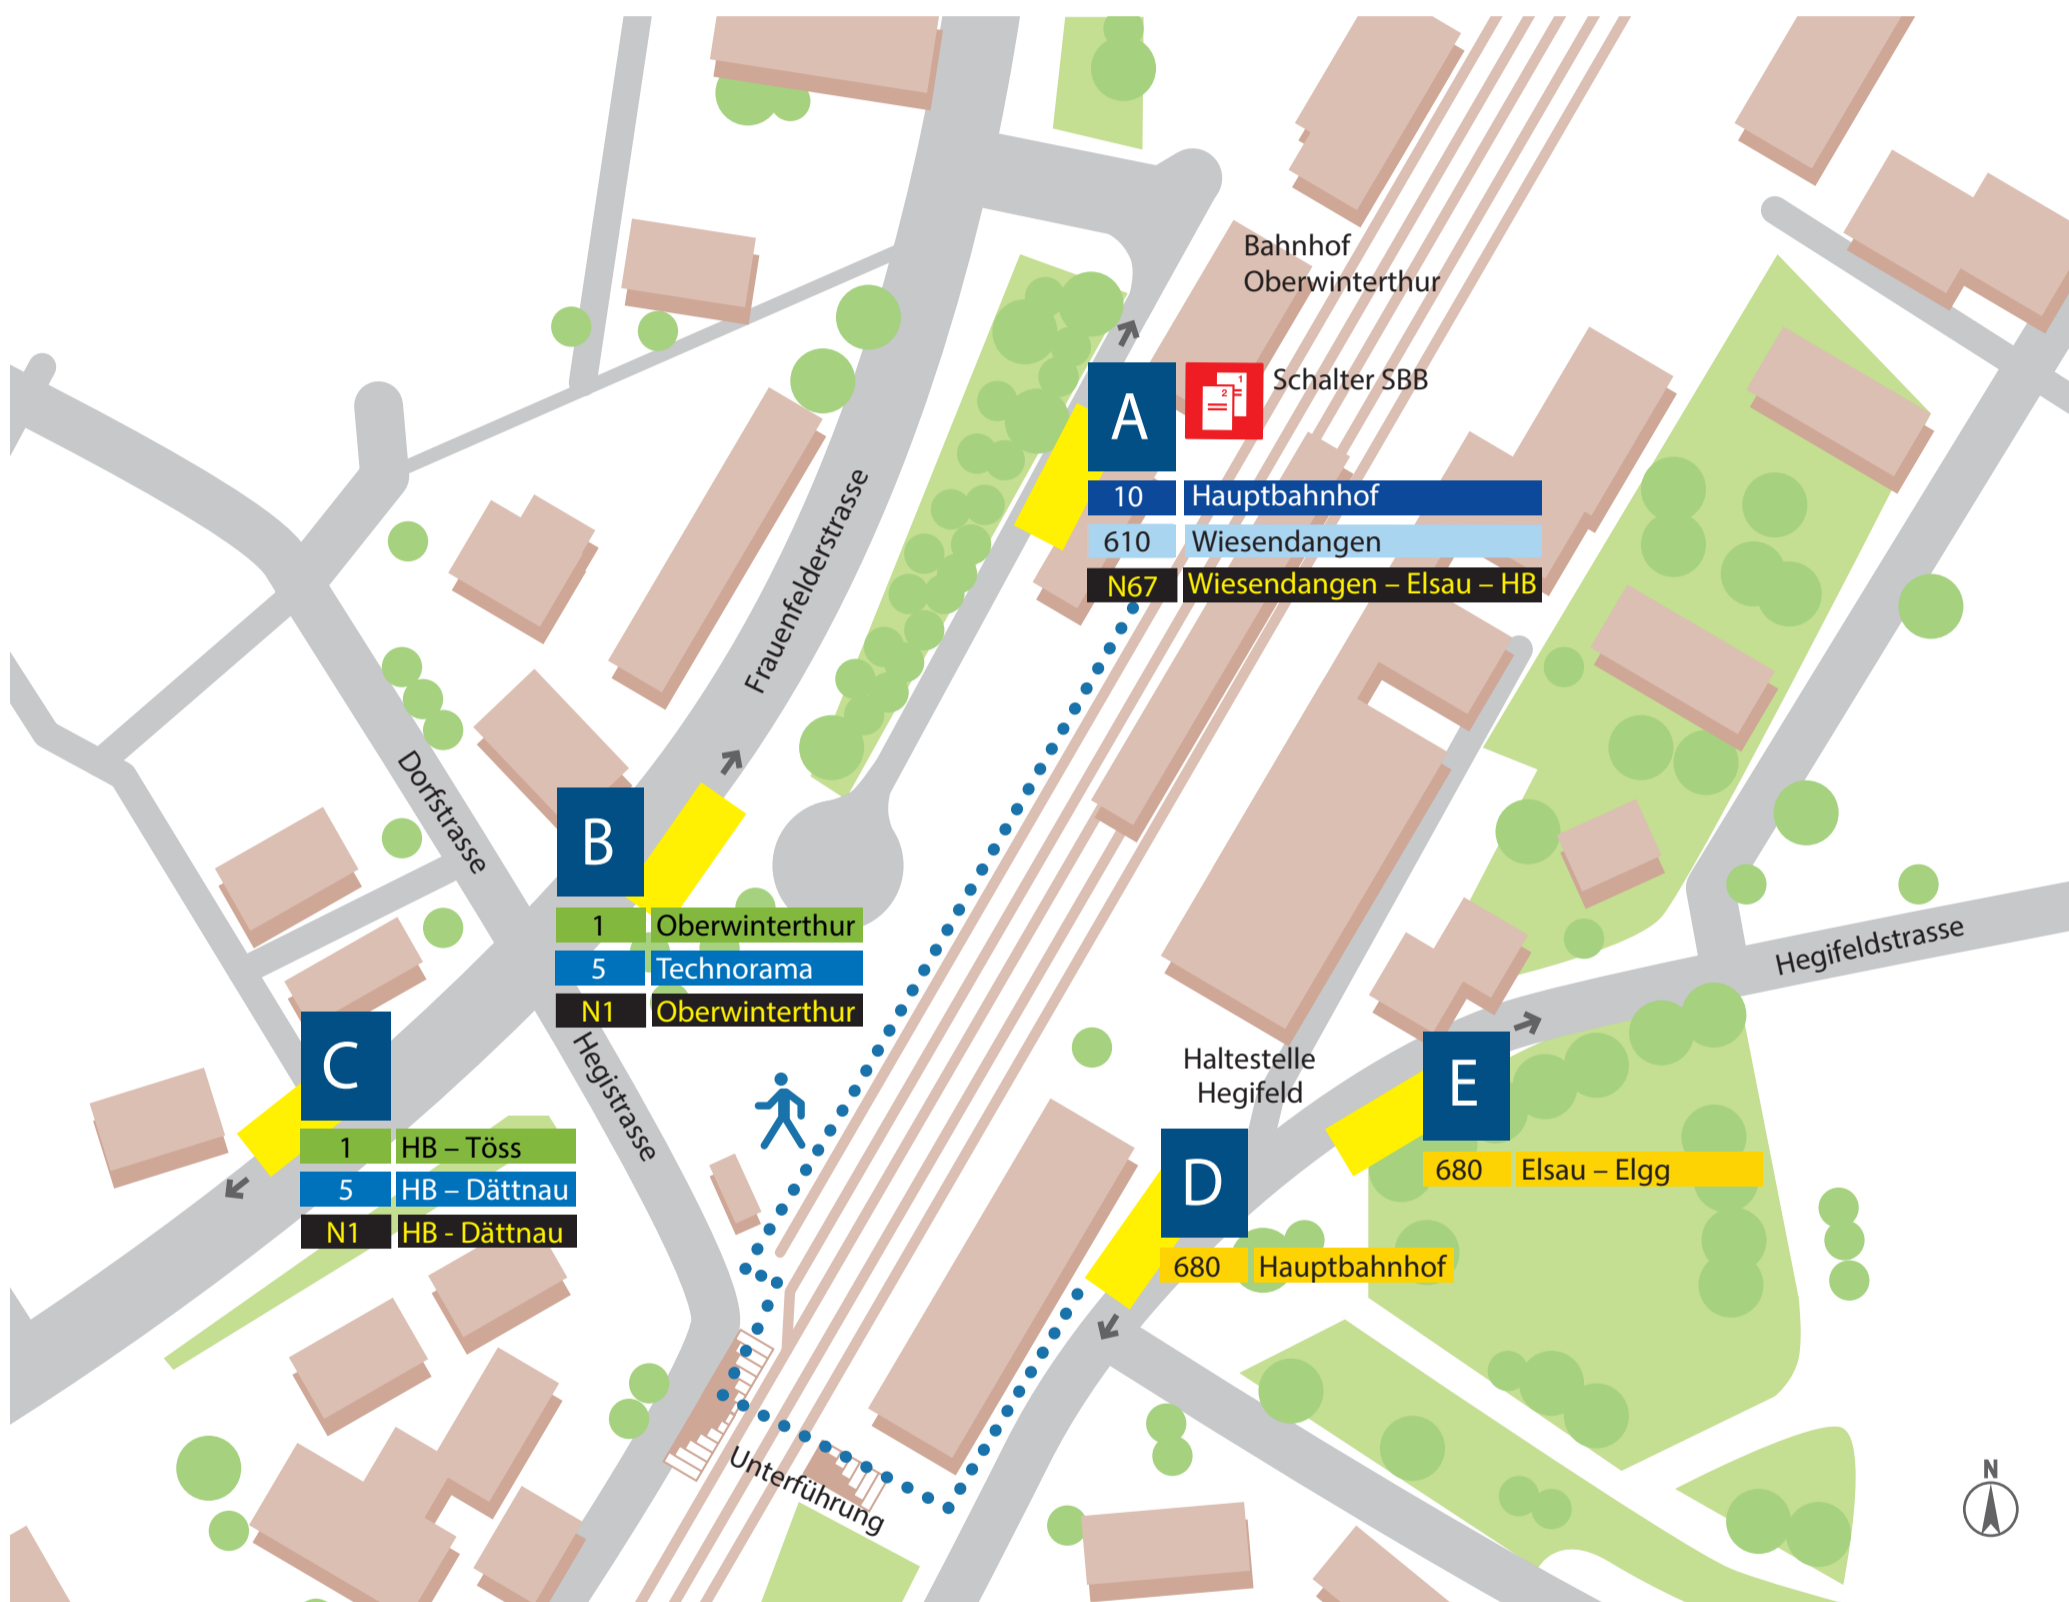 Bahnhof
Oberwinterthur
A
1
2
Schalter SBB
10 Hauptbahnhof
610 Wiesendangen
N67 Wiesendangen – Elsau – HB
Frauenfelderstrasse
Dorfstrasse
B
1 Oberwinterthur
5 Technorama
N1 Oberwinterthur
Hegifeldstrasse
C
1 HB – Töss
5 HB – Dättnau
N1 HB - Dättnau
Hegistrasse
Haltestelle
Hegifeld
E
680 Elsau – Elgg
D
680 Hauptbahnhof
Unterführung
N